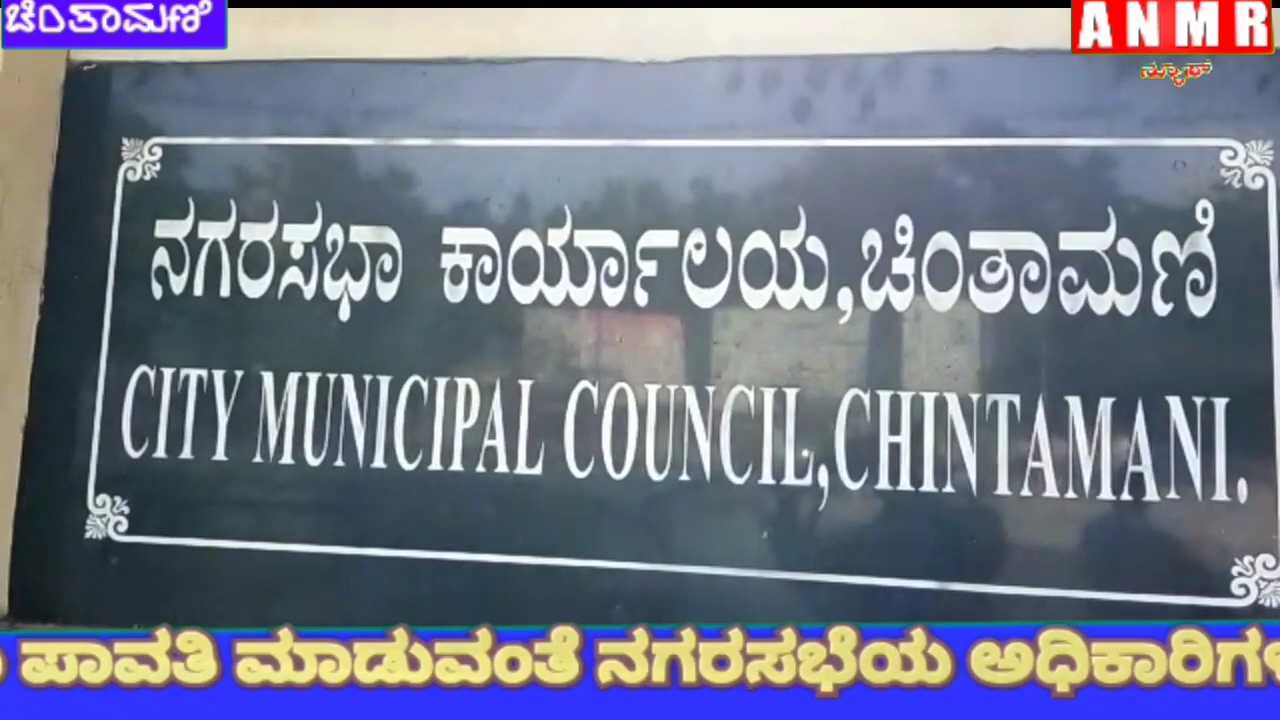 ಚಿಂತಾಮಣಿ
ANMR
ನ್ಯೂಸ್
ನಗರಸಭಾ ಕಾರ್ಯಾಲಯ,ಚಿಂತಾಮಣಿ
CITY MUNICIPAL COUNCIL,CHINTAMANI.
ಪಾವತಿ ಮಾಡುವಂತೆ ನಗರಸಭೆಯ